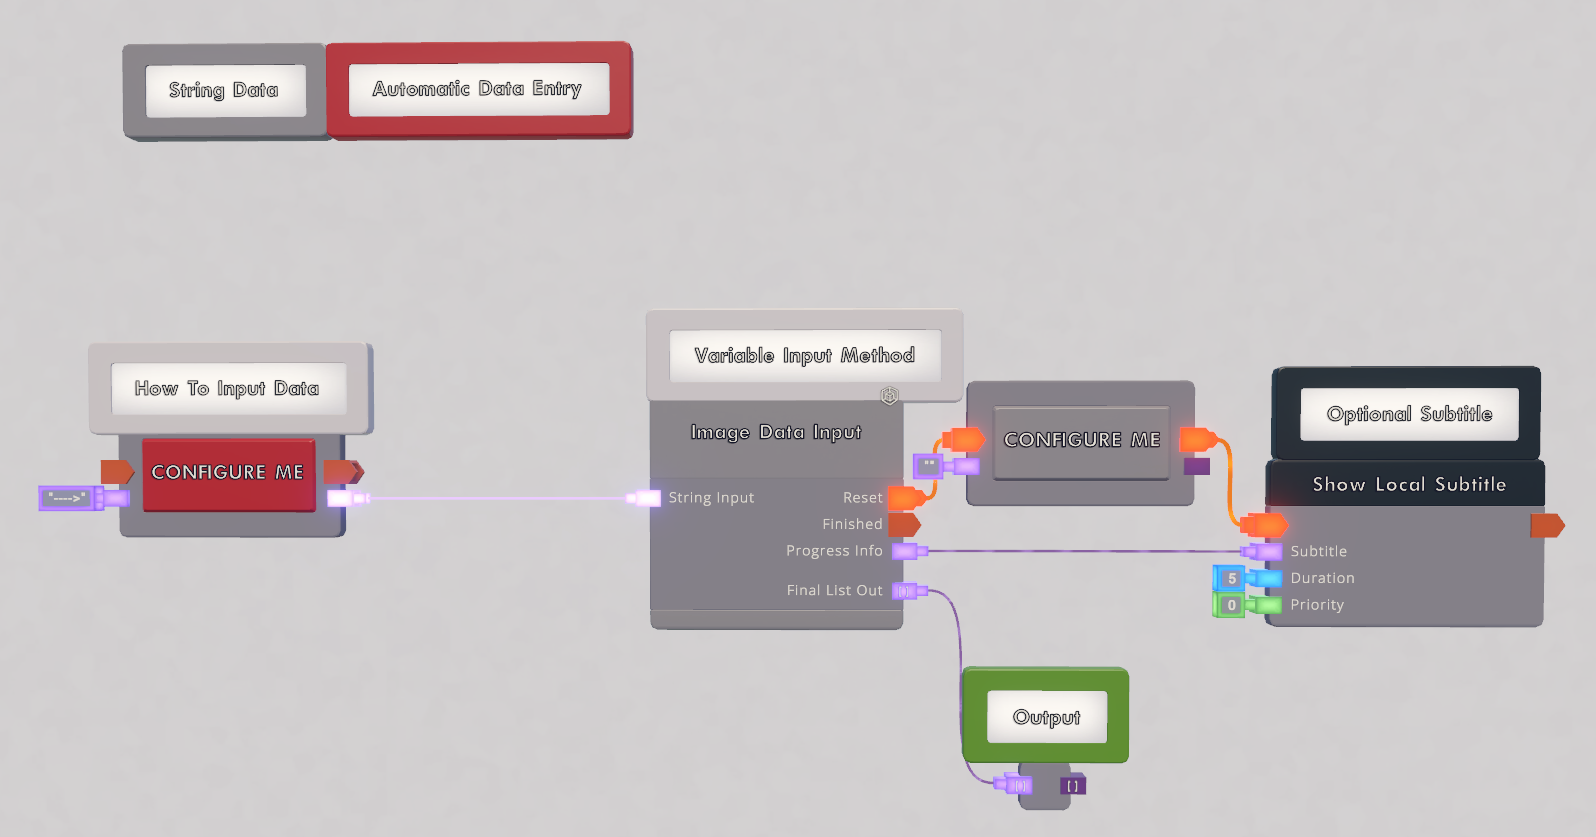 String Data
Automatic Data Entry
How To Input Data
CONFIGURE ME
"---->"
Variable Input Method
Image Data Input
String Input
Reset
Finished
Progress Info
Final List Out
""
CONFIGURE ME
Optional Subtitle
Show Local Subtitle
Subtitle
5
Duration
0
Priority
Output
[]
[]
[]